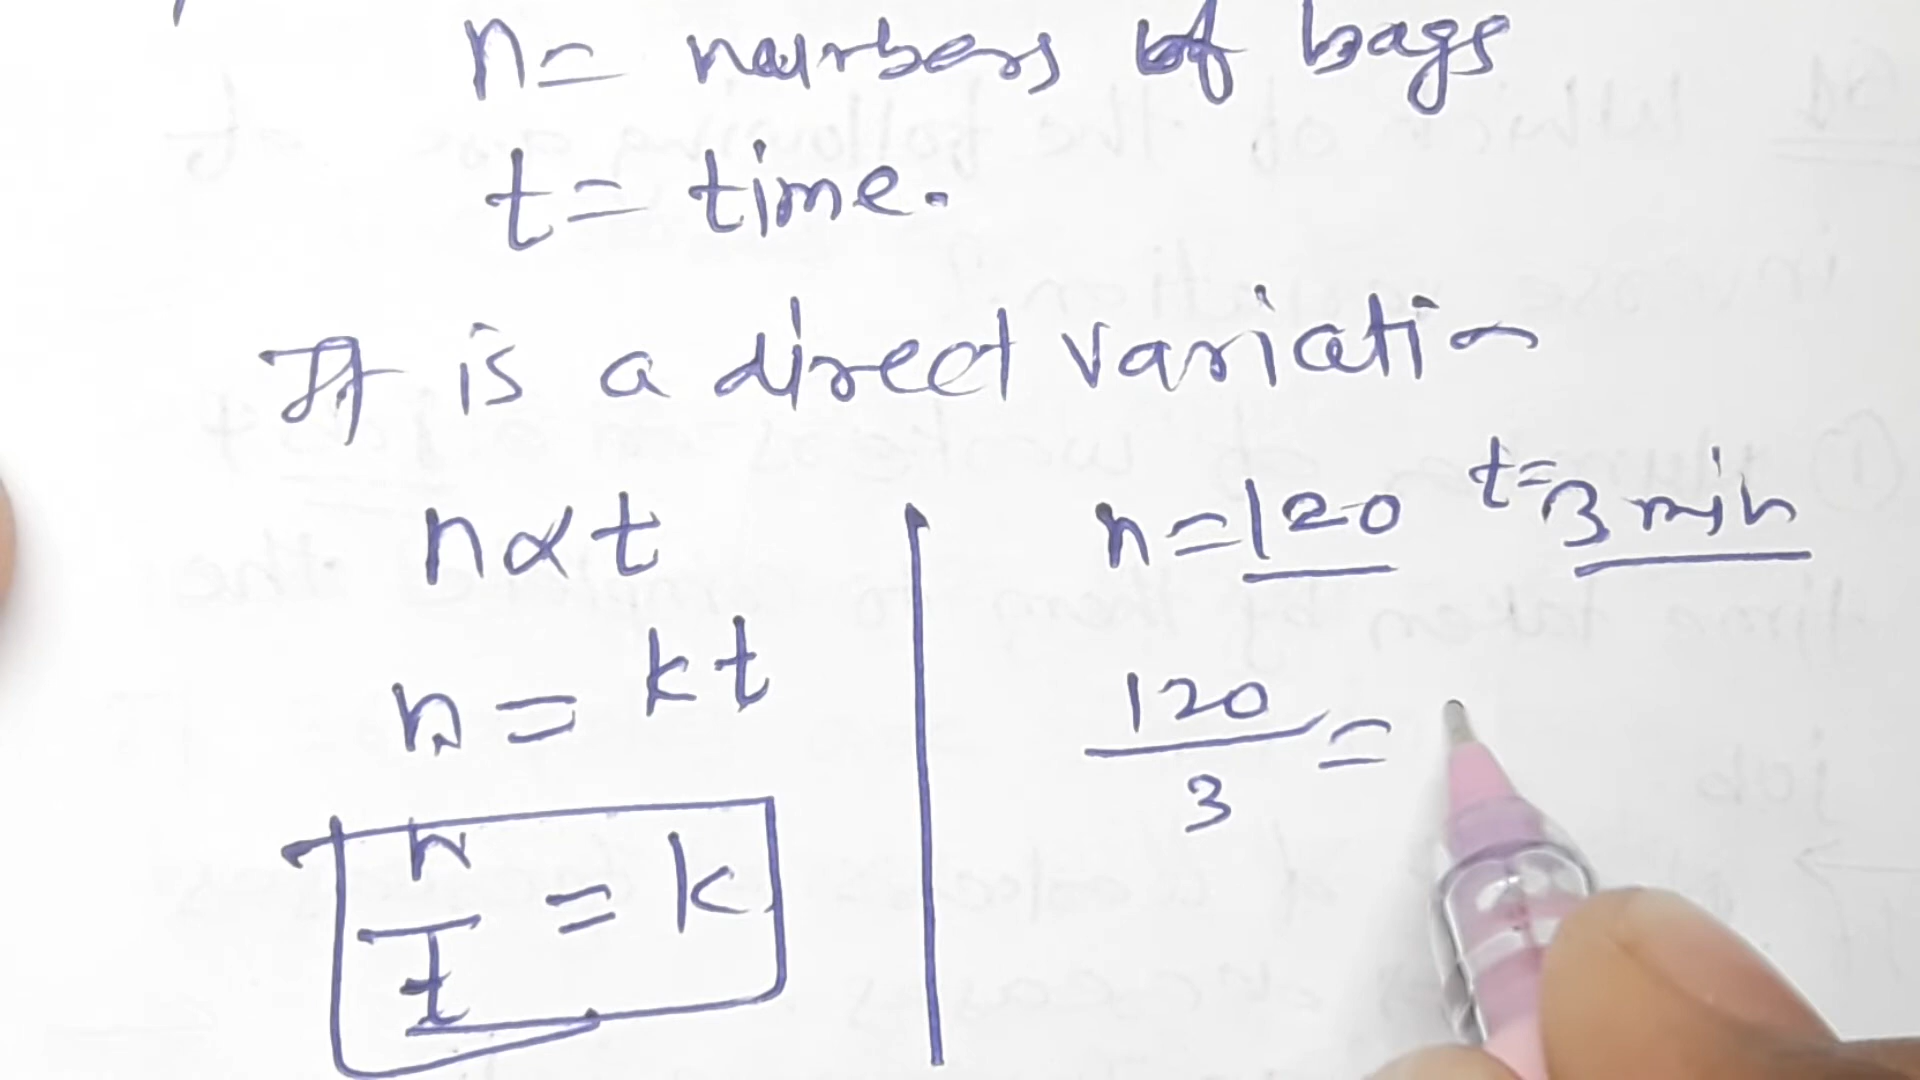 n = numbers of bags
t = time.
It is a direct variation
n ∝ t
n = kt
n/t = k
n = 120 t = 3 min
120/3 =